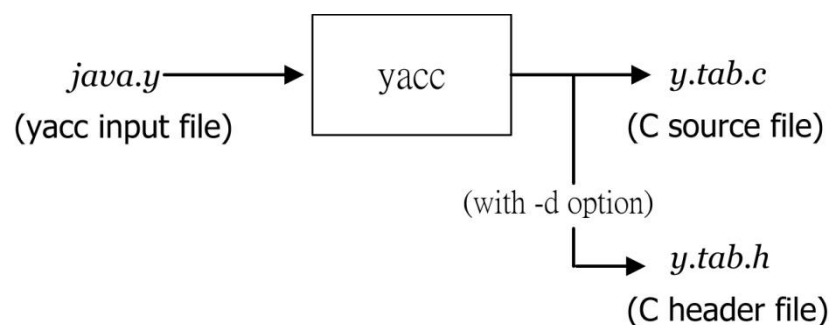 java.y
(yacc input file)
yacc
y.tab.c
(C source file)
(with -d option)
y.tab.h
(C header file)